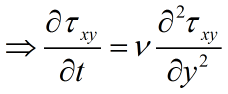 ⇒ ∂τ_xy/∂t = ν ∂²τ_xy/∂y²